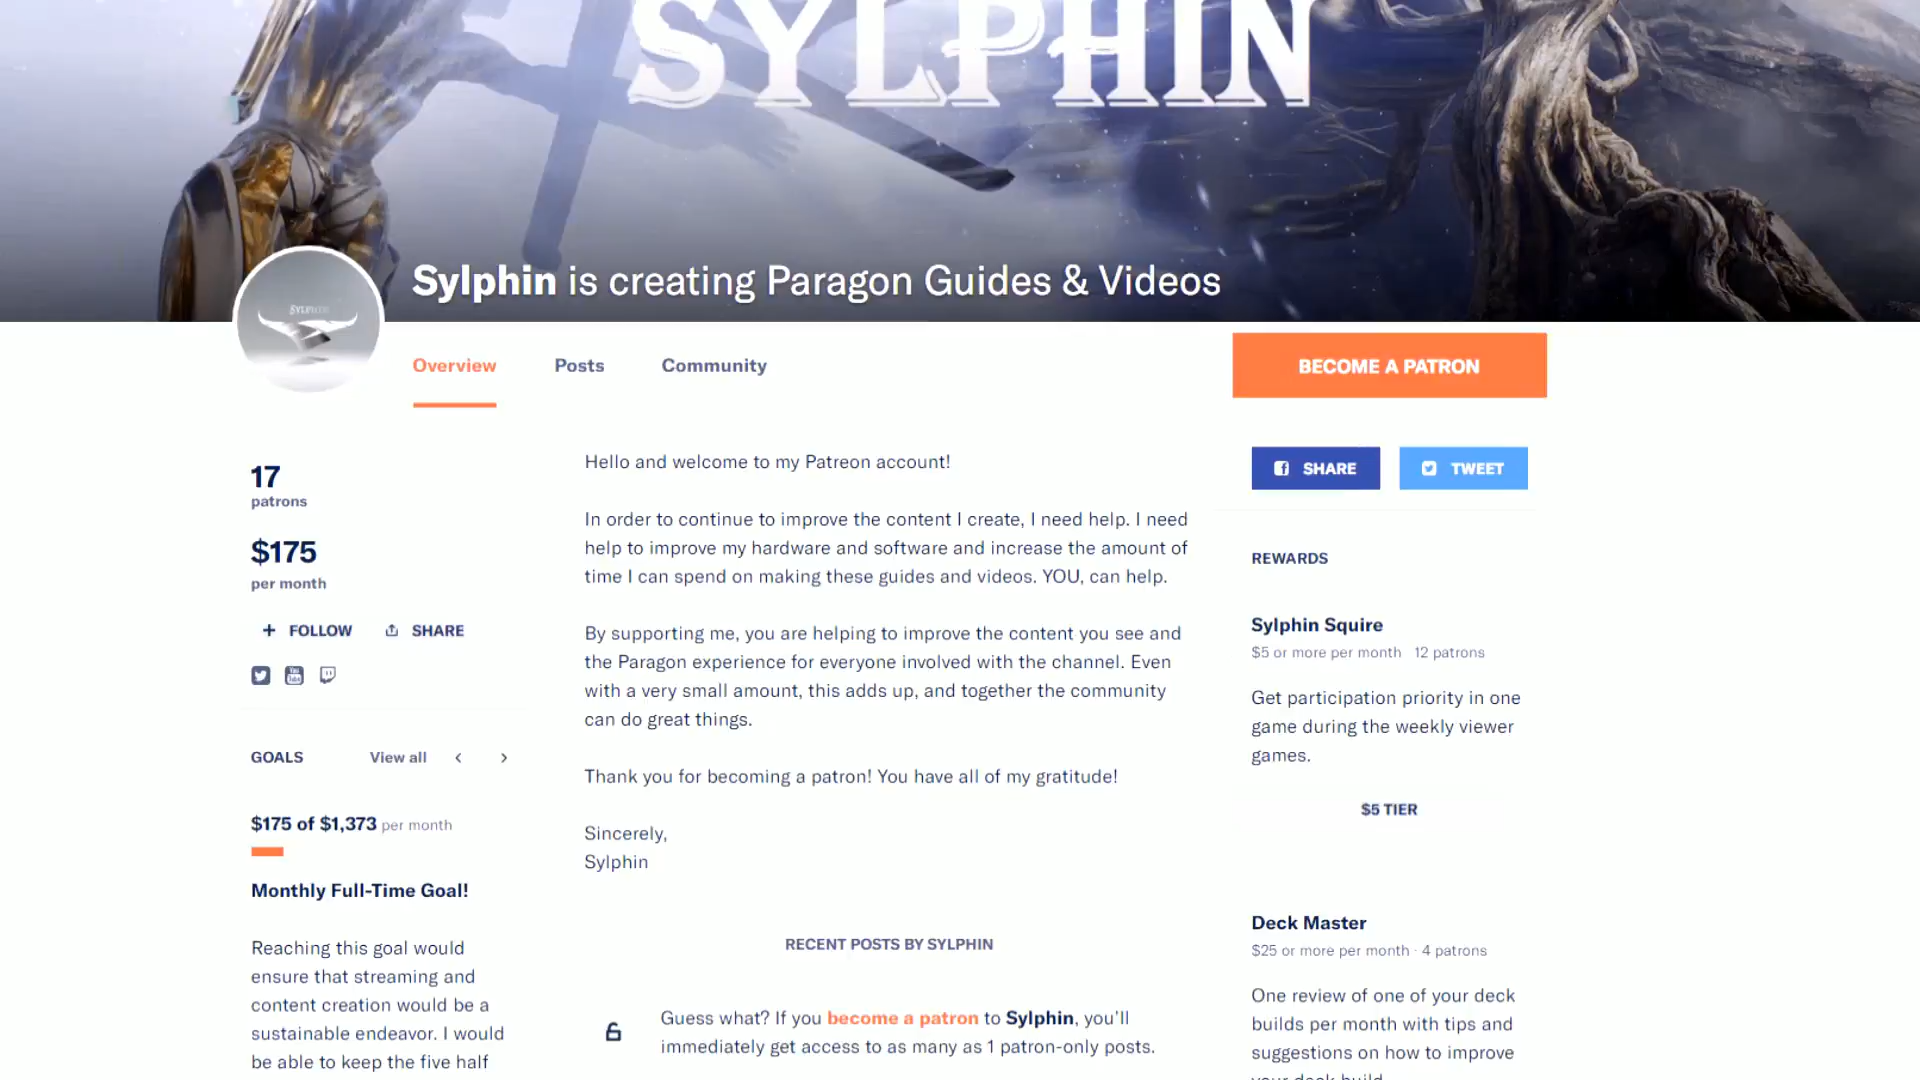 SYLPHIN
SYLPHIN
Sylphin is creating Paragon Guides & Videos
Overview
Posts
Community
BECOME A PATRON
17
patrons
$175
per month
+ FOLLOW
SHARE
GOALS
View all
$175 of $1,373 per month
Monthly Full-Time Goal!
Reaching this goal would
ensure that streaming and
content creation would be a
sustainable endeavor. I would
be able to keep the five half
Hello and welcome to my Patreon account!
In order to continue to improve the content I create, I need help. I need
help to improve my hardware and software and increase the amount of
time I can spend on making these guides and videos. YOU, can help.
By supporting me, you are helping to improve the content you see and
the Paragon experience for everyone involved with the channel. Even
with a very small amount, this adds up, and together the community
can do great things.
Thank you for becoming a patron! You have all of my gratitude!
Sincerely,
Sylphin
RECENT POSTS BY SYLPHIN
Guess what? If you become a patron to Sylphin, you'll
immediately get access to as many as 1 patron-only posts.
SHARE
TWEET
REWARDS
Sylphin Squire
$5 or more per month 12 patrons
Get participation priority in one
game during the weekly viewer
games.
$5 TIER
Deck Master
$25 or more per month · 4 patrons
One review of one of your deck
builds per month with tips and
suggestions on how to improve
your deck build.